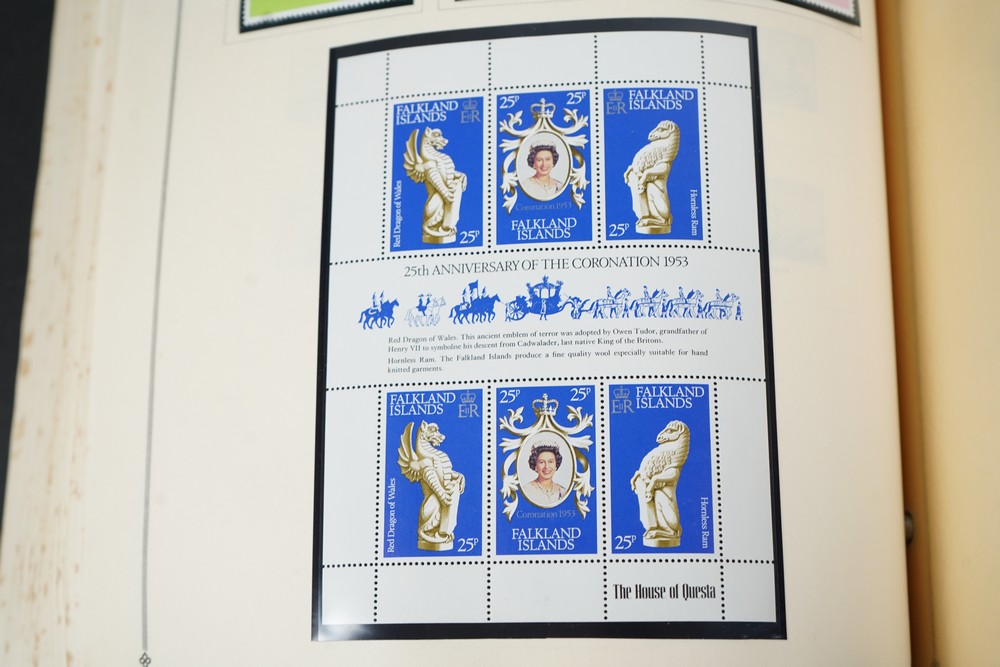 FALKLAND
ISLANDS
EIIR
Red Dragon of Wales
25P
25P 25P
Coronation 1953
FALKLAND
ISLANDS
EIIR
FALKLAND
ISLANDS
Hornless Ram
25P
25th ANNIVERSARY OF THE CORONATION 1953
Red Dragon of Wales. This ancient emblem of terror was adopted by Owen Tudor, grandfather of
Henry VII to symbolise his descent from Cadwalader, last native King of the Britons.
Hornless Ram. The Falkland Islands produce a fine quality wool especially suitable for hand
knitted garments.
FALKLAND
ISLANDS
EIIR
Red Dragon of Wales
25P
25P 25P
Coronation 1953
FALKLAND
ISLANDS
EIIR
FALKLAND
ISLANDS
Hornless Ram
25P
The House of Questa